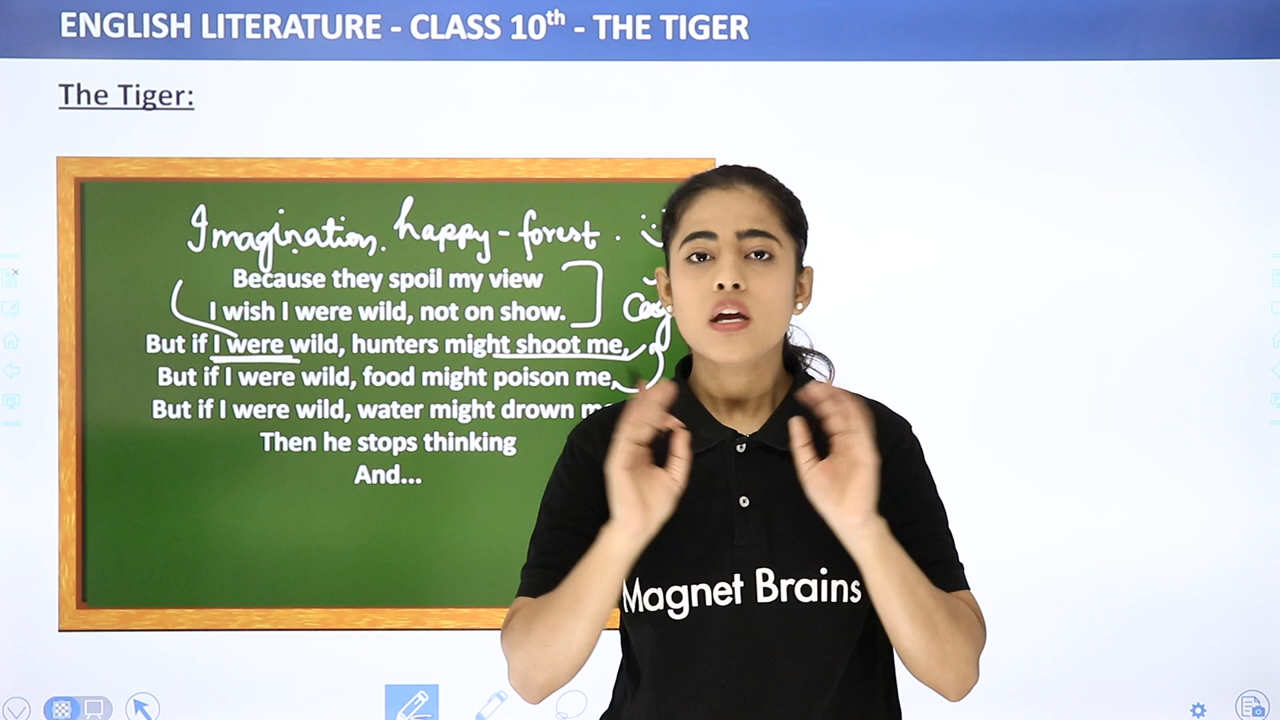 ENGLISH LITERATURE - CLASS 10th - THE TIGER
The Tiger:
Imagination. happy-forest.
Because they spoil my view
I wish I were wild, not on show.
But if I were wild, hunters might shoot me,
But if I were wild, food might poison me,
But if I were wild, water might drown
Then he stops thinking
And...
Magnet Brains